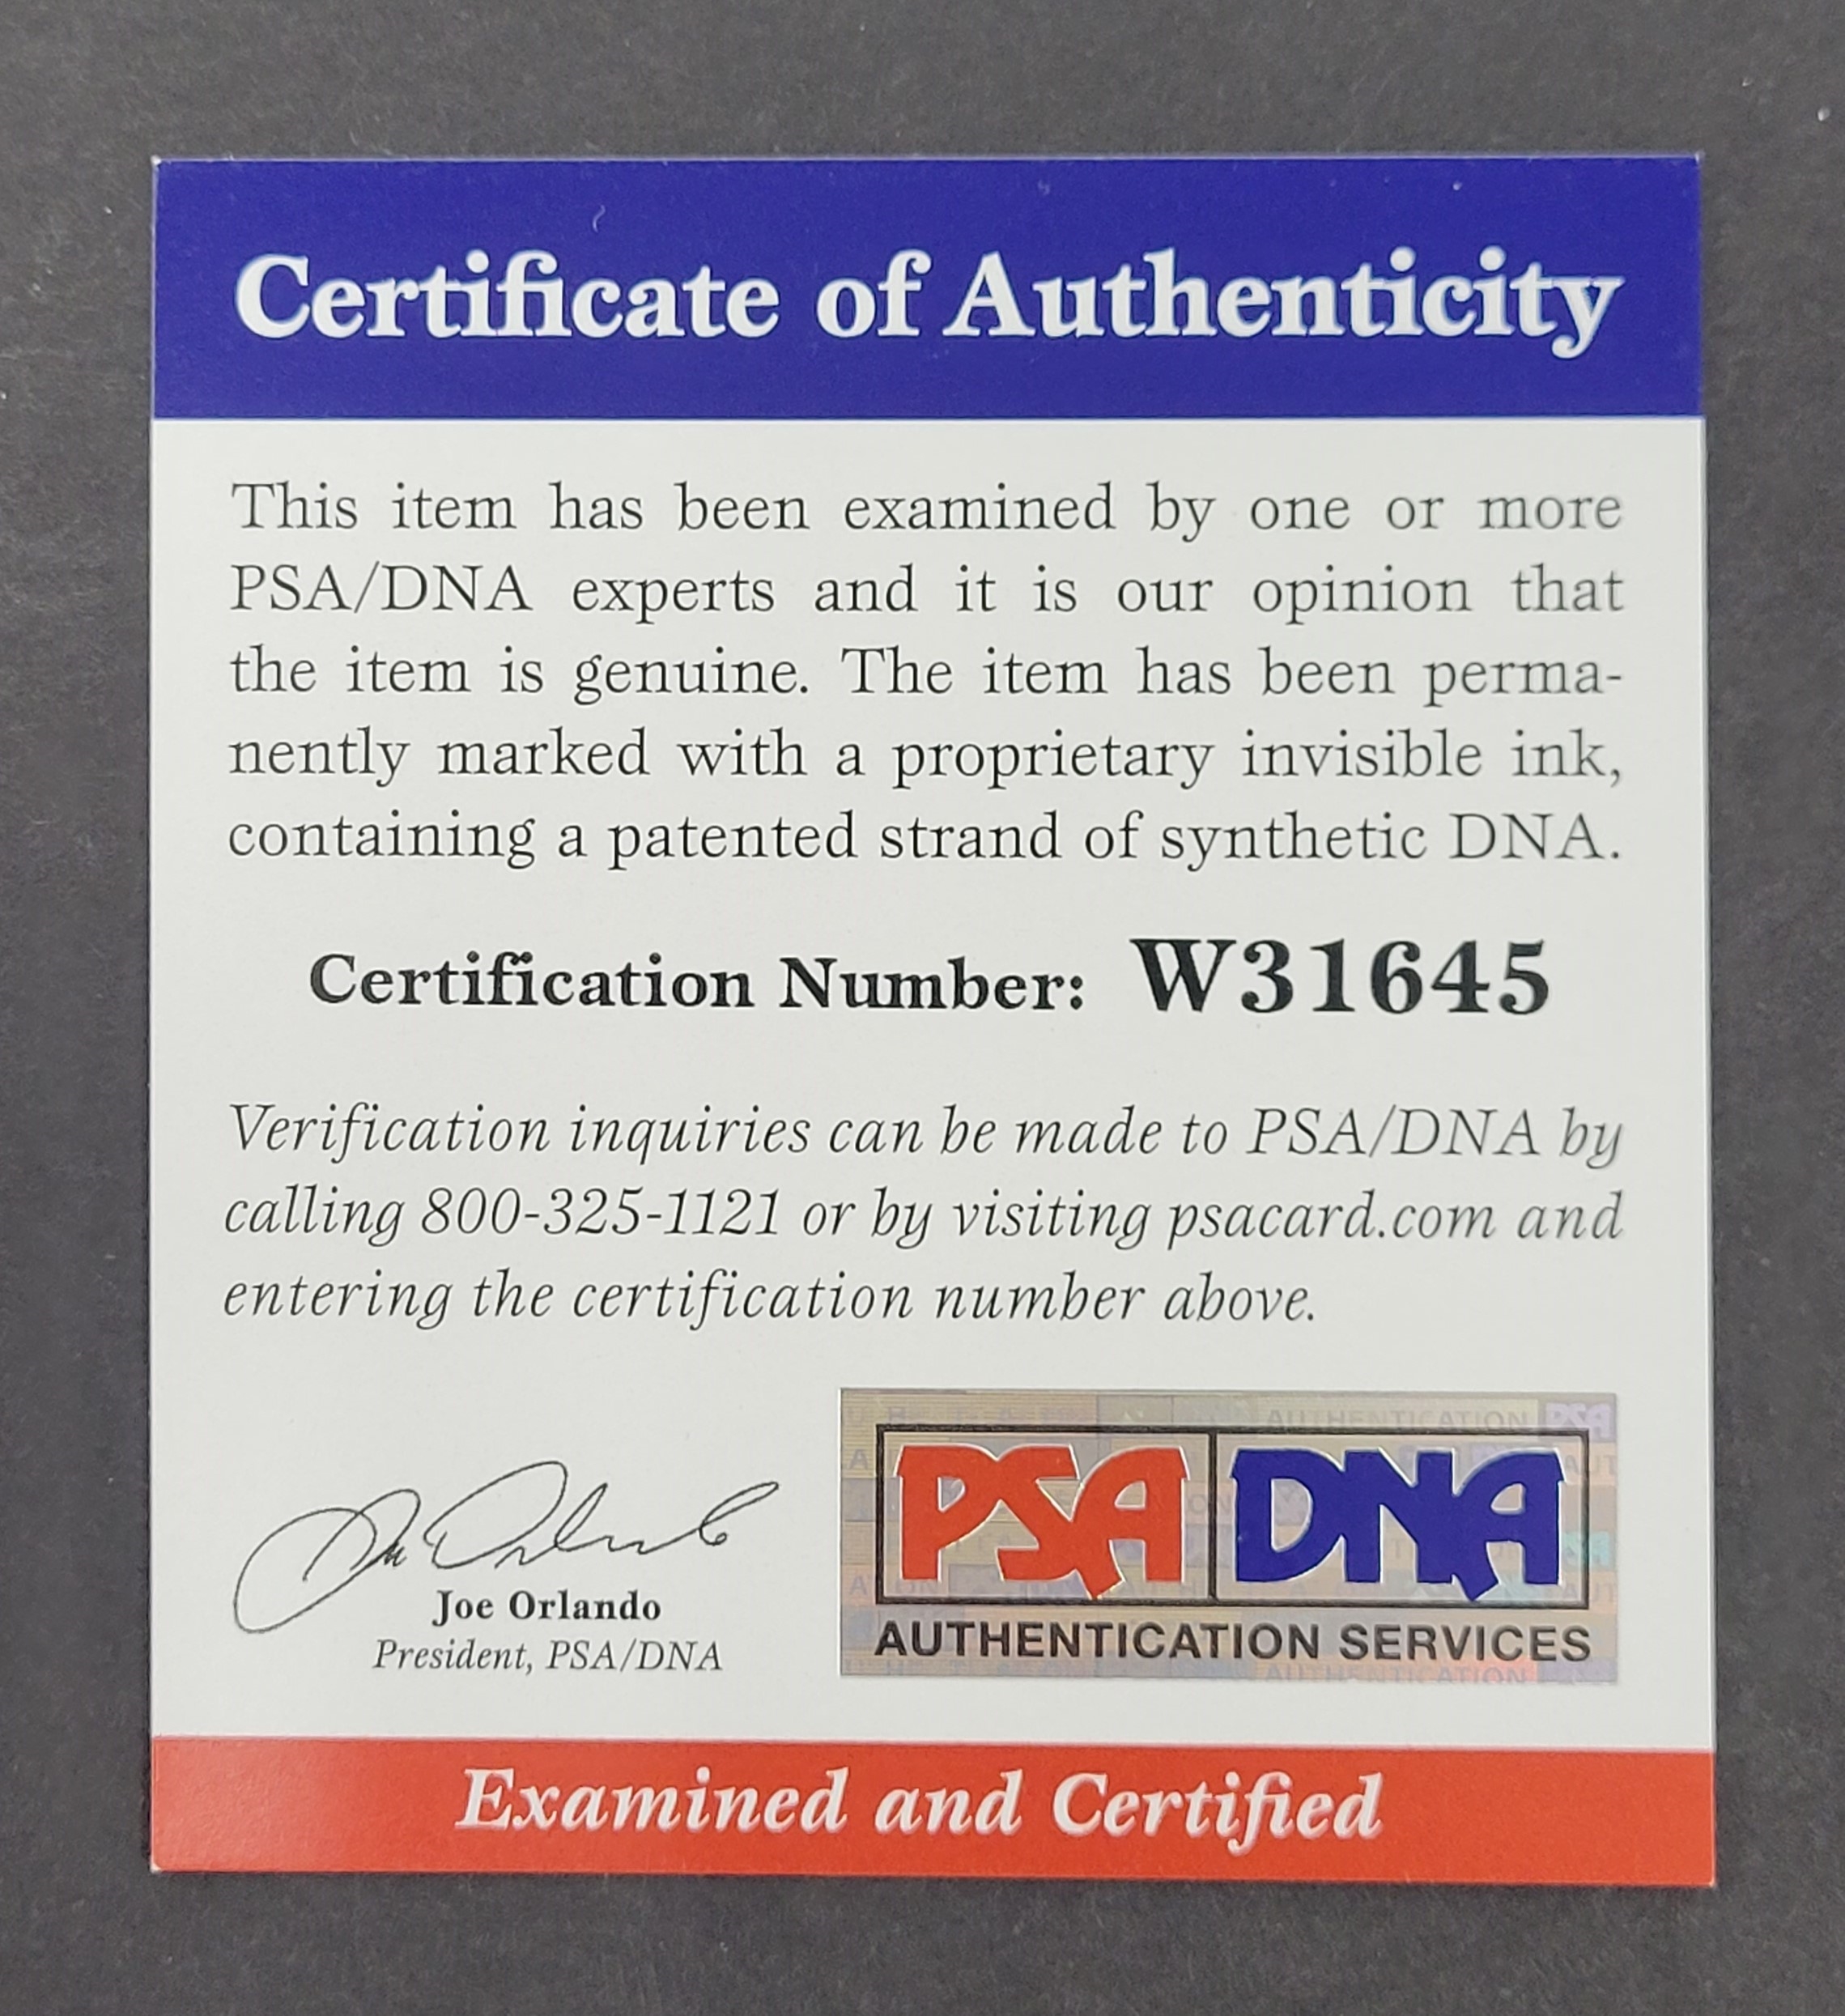 Certificate of Authenticity
This item has been examined by one or more
PSA/DNA experts and it is our opinion that
the item is genuine. The item has been perma-
nently marked with a proprietary invisible ink,
containing a patented strand of synthetic DNA.
Certification Number: W31645
Verification inquiries can be made to PSA/DNA by
calling 800-325-1121 or by visiting psacard.com and
entering the certification number above.
Joe Orlando
President, PSA/DNA
AUTHENTICATION PSA
PSA DNA
AUTHENTICATION SERVICES
AUTHENTICATION
Examined and Certified